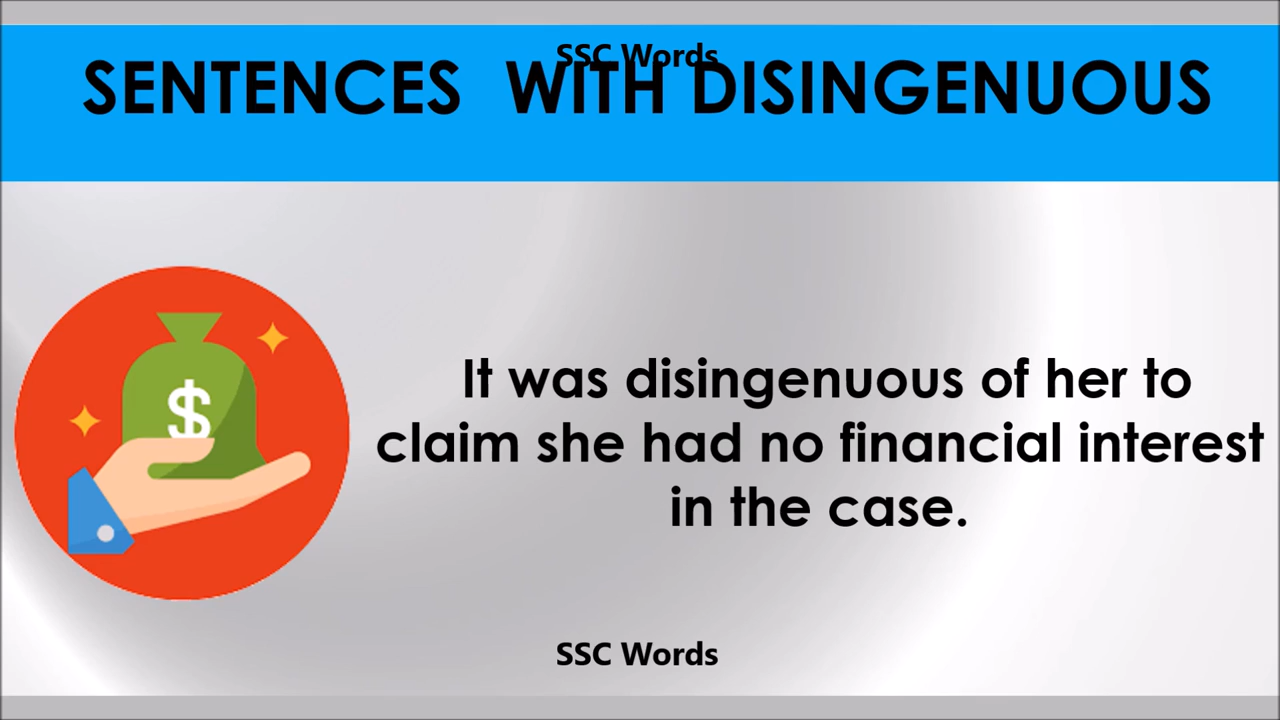 SSC Words
SENTENCES WITH DISINGENUOUS
$
It was disingenuous of her to
claim she had no financial interest
in the case.
SSC Words